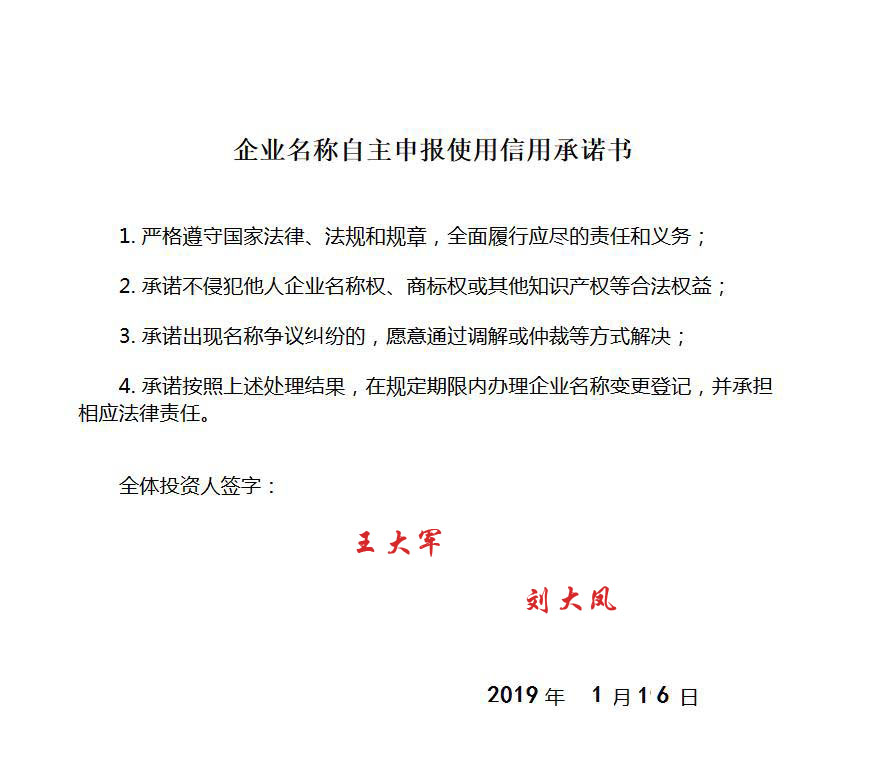 企业名称自主申报使用信用承诺书
1. 严格遵守国家法律、法规和规章，全面履行应尽的责任和义务；
2. 承诺不侵犯他人企业名称权、商标权或其他知识产权等合法权益；
3. 承诺出现名称争议纠纷的，愿意通过调解或仲裁等方式解决；
4. 承诺按照上述处理结果，在规定期限内办理企业名称变更登记，并承担
相应法律责任。
全体投资人签字：
王大军
刘大凤
2019 年 1 月 16 日